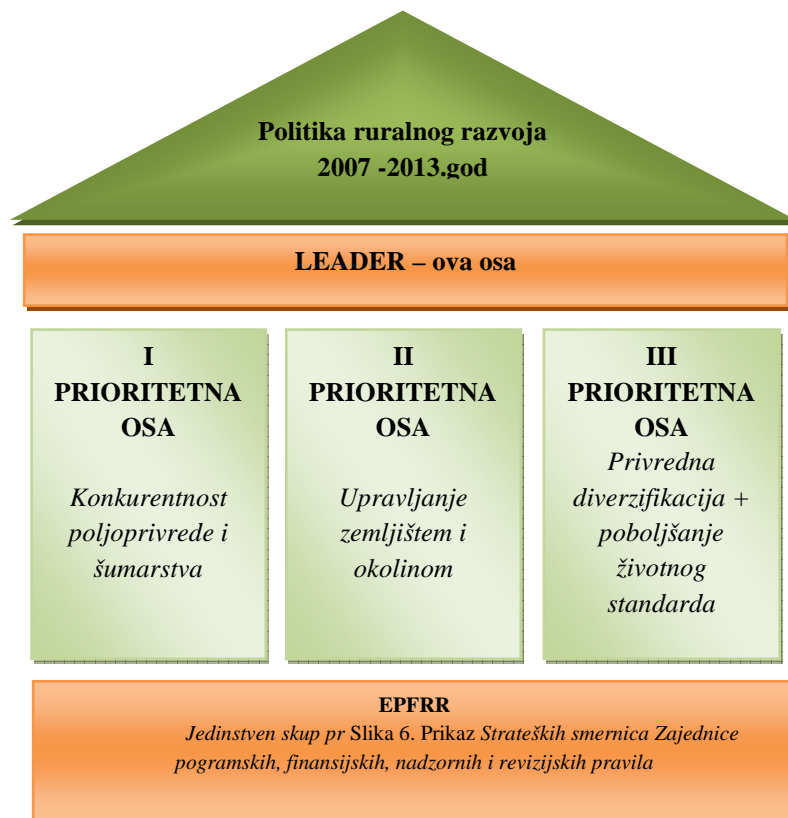 Politika ruralnog razvoja
2007 -2013.god
LEADER – ova osa
I
PRIORITETNA
OSA
Konkurentnost
poljoprivrede i
šumarstva
II
PRIORITETNA
OSA
Upravljanje
zemljištem i
okolinom
III
PRIORITETNA
OSA
Privredna
diverzifikacija +
poboljšanje
životnog
standarda
EPFRR
Jedinstven skup pr Slika 6. Prikaz Strateških smernica Zajednice
pogramskih, finansijskih, nadzornih i revizijskih pravila